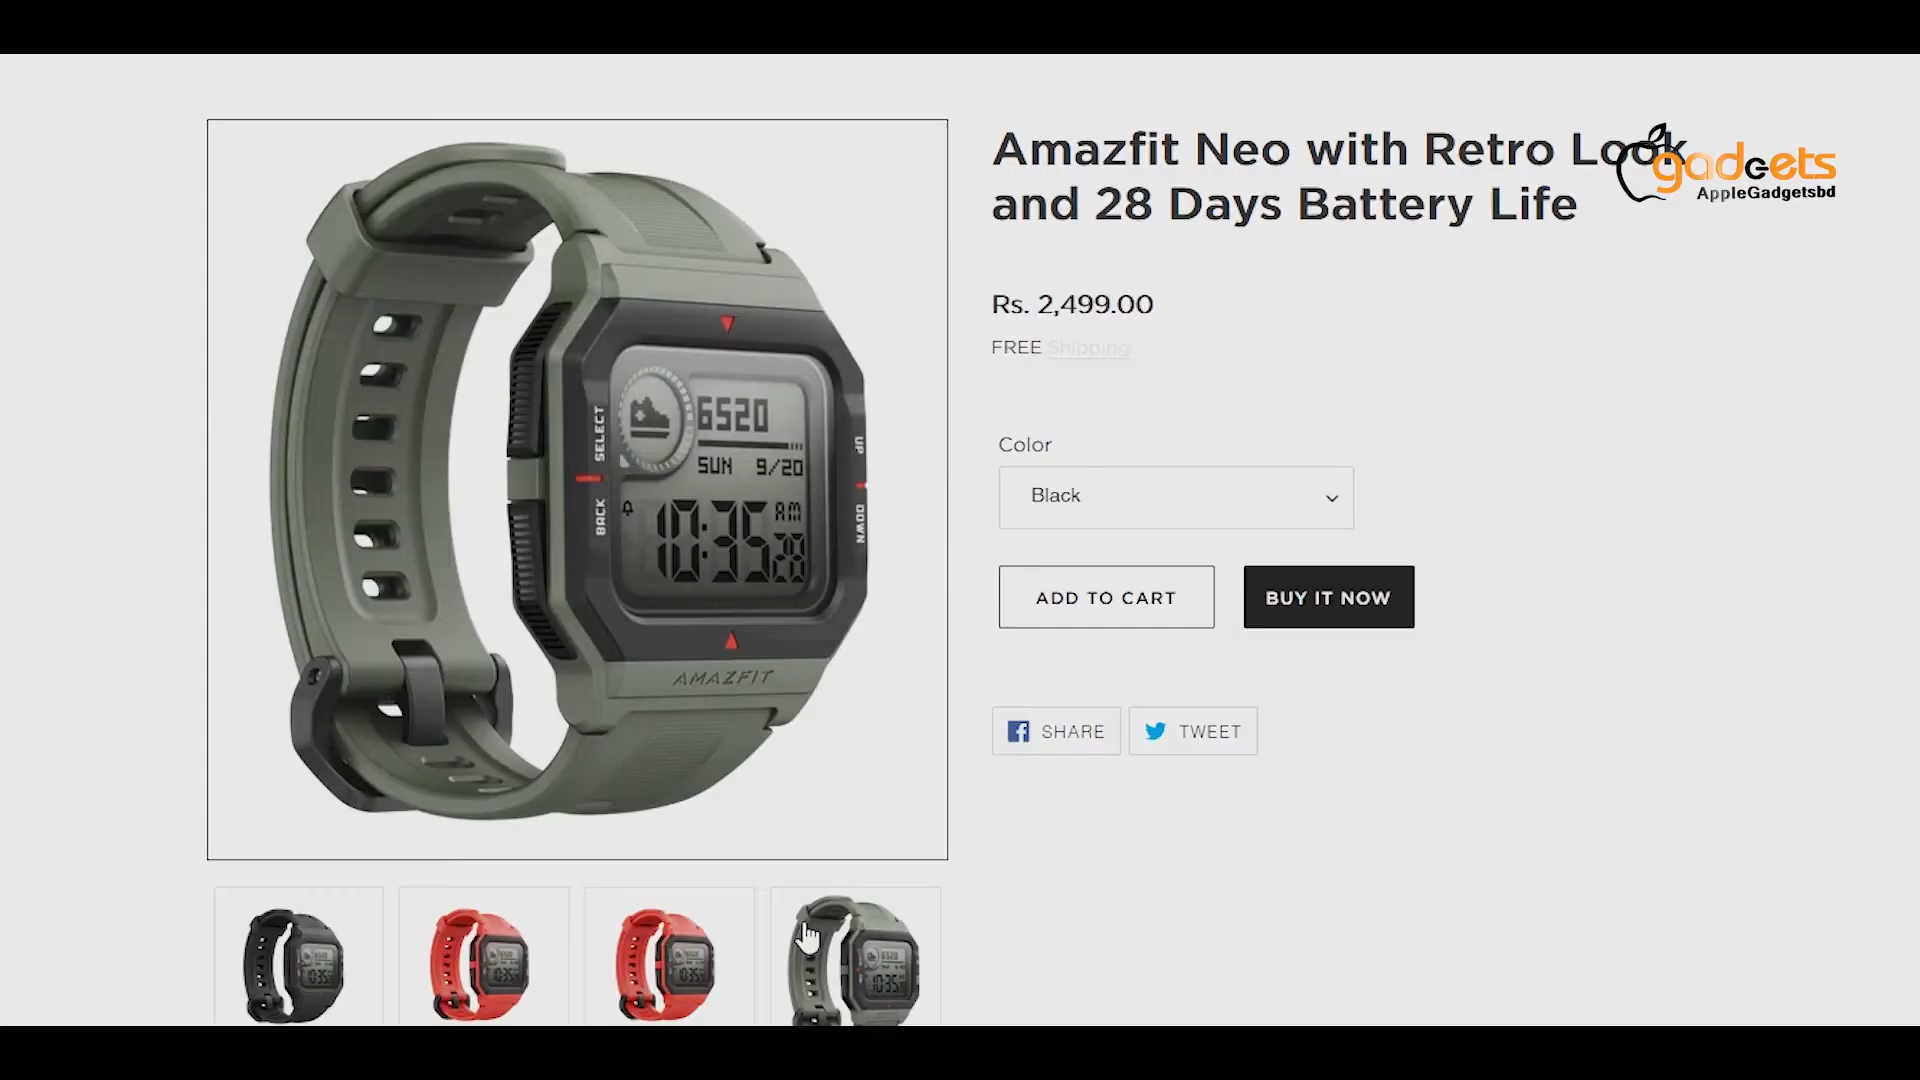 Amazfit Neo with Retro Look
and 28 Days Battery Life
gadgets
AppleGadgetsbd
Rs. 2,499.00
FREE Shipping
Color
Black
ADD TO CART
BUY IT NOW
SHARE
TWEET
6520
SUN 9/20
10:35 28
AM
SELECT
BACK
UP
DOWN
AMAZFIT